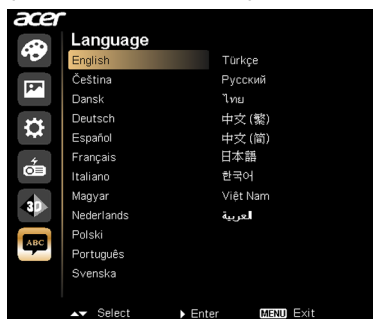 acer
Language
English
Čeština
Dansk
Deutsch
Español
Français
Italiano
Magyar
Nederlands
Polski
Português
Svenska
Türkçe
Русский
ไทย
中文 (繁)
中文 (简)
日本語
한국어
Việt Nam
العربية
3D
ABC
Select
Enter
MENU Exit